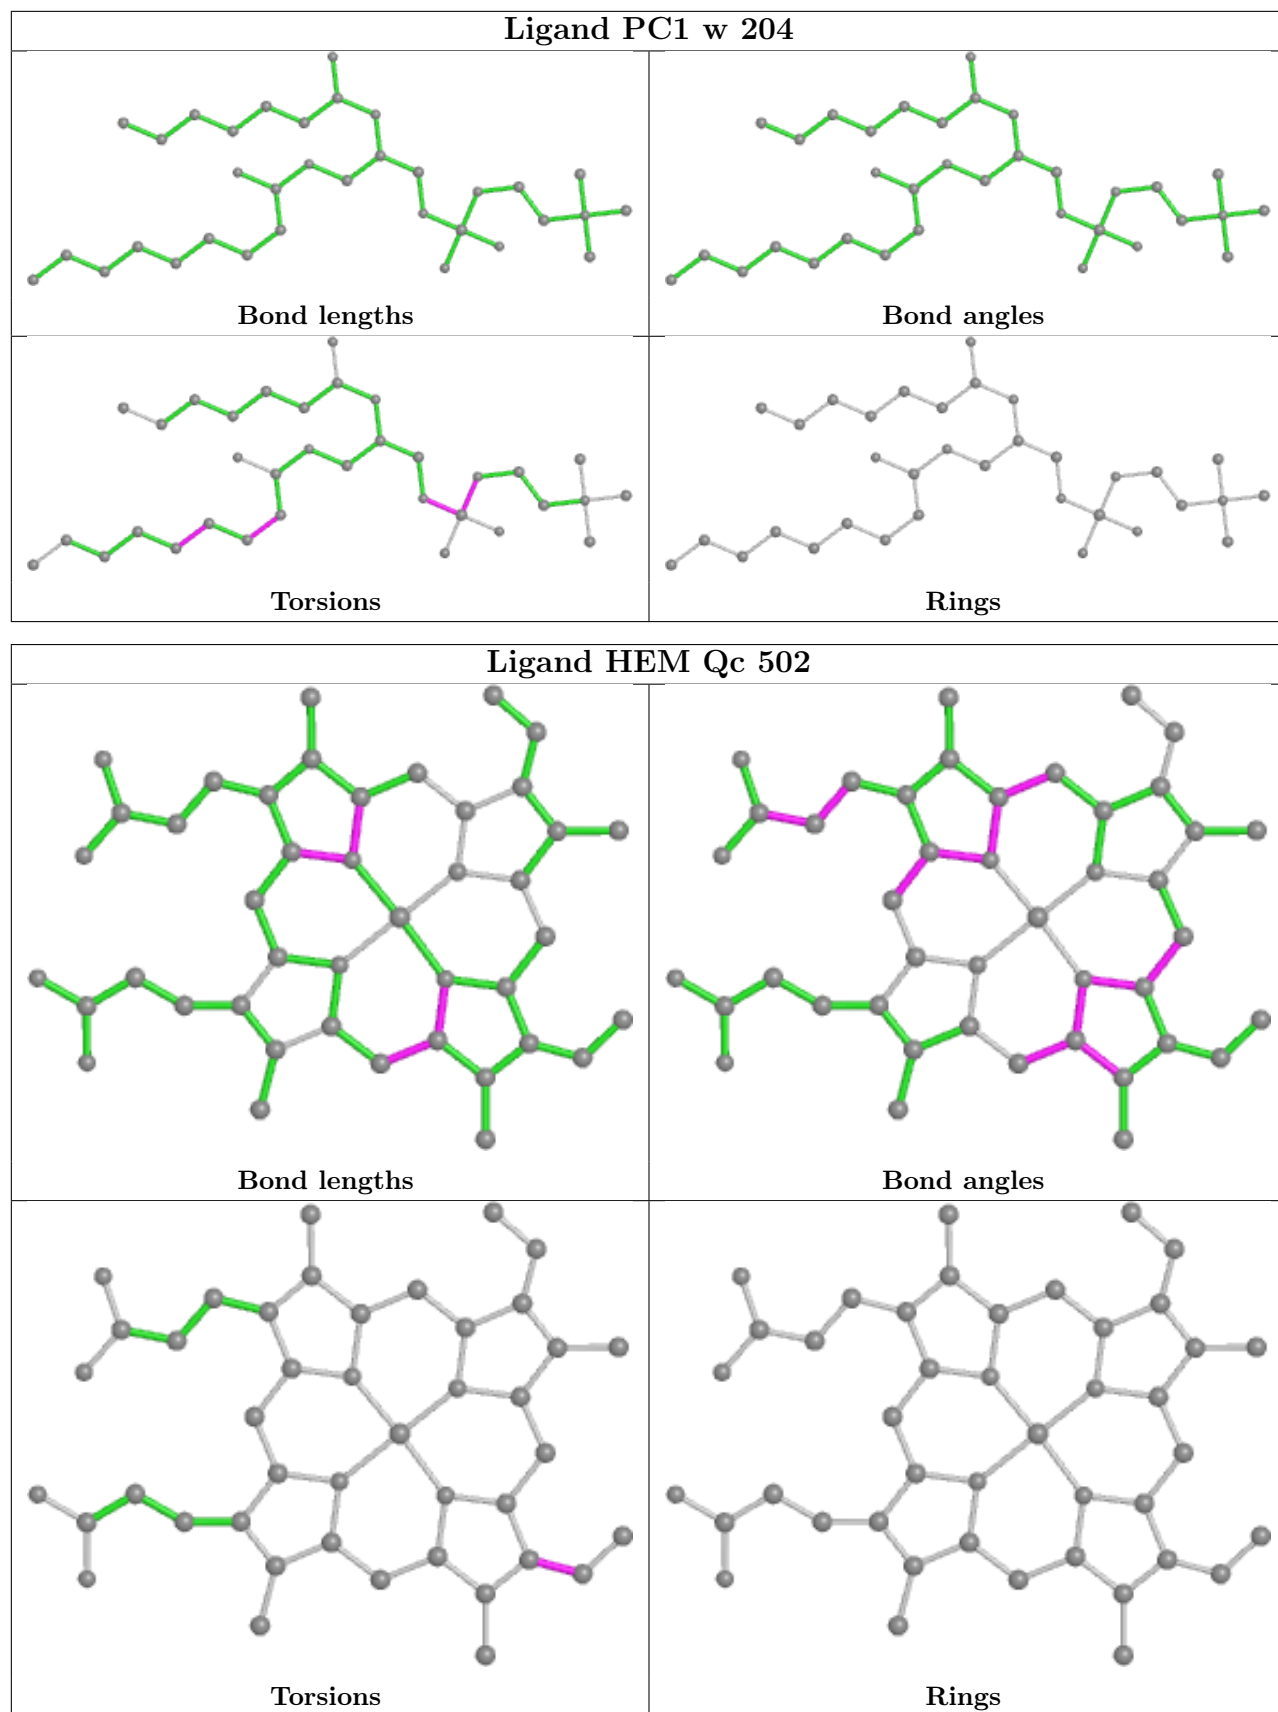 Ligand PC1 w 204
Bond lengths
Bond angles
Torsions
Rings
Ligand HEM Qc 502
Bond lengths
Bond angles
Torsions
Rings